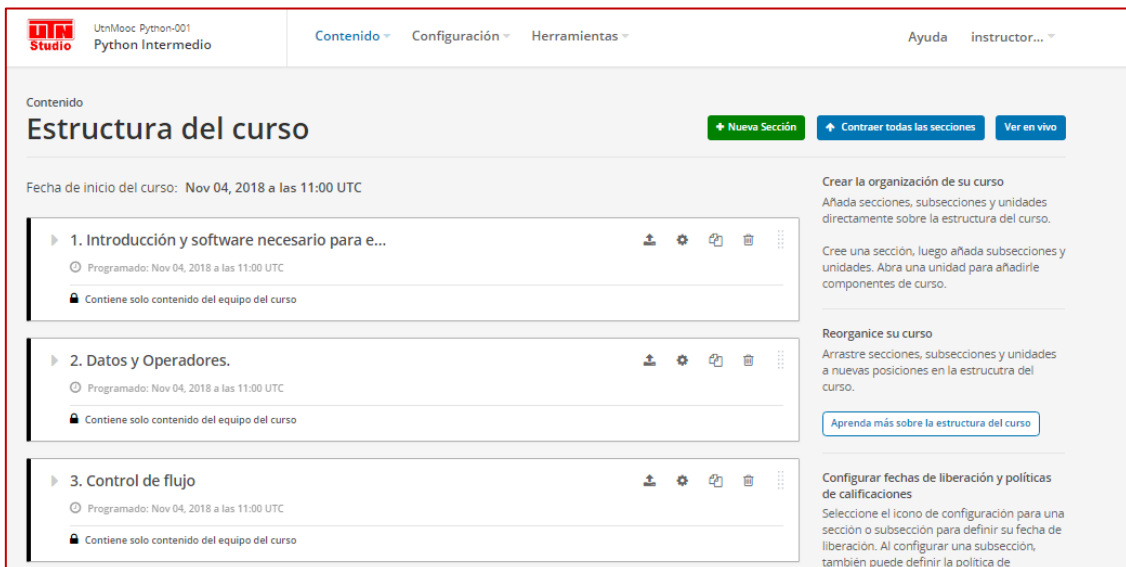 UTN
Studio
UtnMooc Python-001
Python Intermedio
Contenido
Configuración
Herramientas
Ayuda
instructor...
Contenido
Estructura del curso
+ Nueva Sección
Contraer todas las secciones
Ver en vivo
Fecha de inicio del curso: Nov 04, 2018 a las 11:00 UTC
1. Introducción y software necesario para e...
Programado: Nov 04, 2018 a las 11:00 UTC
Contiene solo contenido del equipo del curso
2. Datos y Operadores.
Programado: Nov 04, 2018 a las 11:00 UTC
Contiene solo contenido del equipo del curso
3. Control de flujo
Programado: Nov 04, 2018 a las 11:00 UTC
Contiene solo contenido del equipo del curso
Crear la organización de su curso
Añada secciones, subsecciones y unidades
directamente sobre la estructura del curso.
Cree una sección, luego añada subsecciones y
unidades. Abra una unidad para añadirle
componentes de curso.
Reorganice su curso
Arrastre secciones, subsecciones y unidades
a nuevas posiciones en la estrucutra del
curso.
Aprenda más sobre la estructura del curso
Configurar fechas de liberación y políticas
de calificaciones
Seleccione el icono de configuración para una
sección o subsección para definir su fecha de
liberación. Al configurar una subsección,
también puede definir la política de